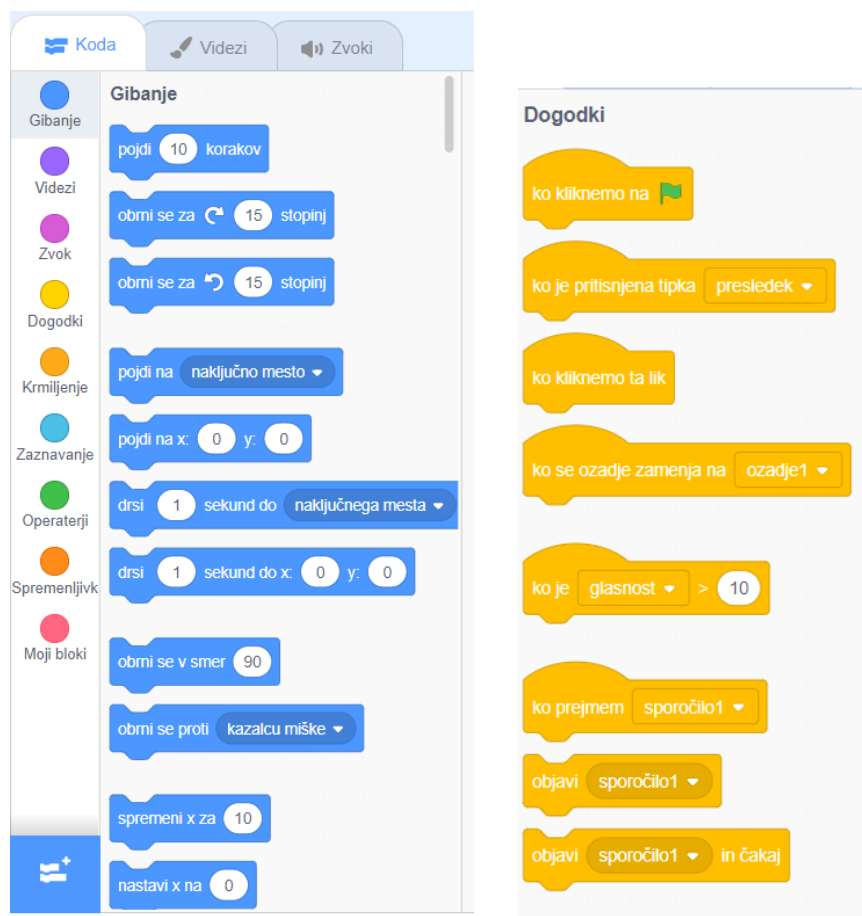 Koda
Videzi
Zvoki
Gibanje
Videzi
Zvok
Dogodki
Krmiljenje
Zaznavanje
Operaterji
Spremenljivk
Moji bloki
Gibanje
pojdi 10 korakov
obrni se za 15 stopinj
obrni se za 15 stopinj
pojdi na naključno mesto
pojdi na x: 0 y: 0
drsi 1 sekund do naključnega mesta
drsi 1 sekund do x: 0 y: 0
obrni se v smer 90
obrni se proti kazalcu miške
spremeni x za 10
nastavi x na 0
Dogodki
ko kliknemo na
ko je pritisnjena tipka presledek
ko kliknemo ta lik
ko se ozadje zamenja na ozadje1
ko je glasnost > 10
ko prejmem sporočilo1
objavi sporočilo1
objavi sporočilo1 in čakaj